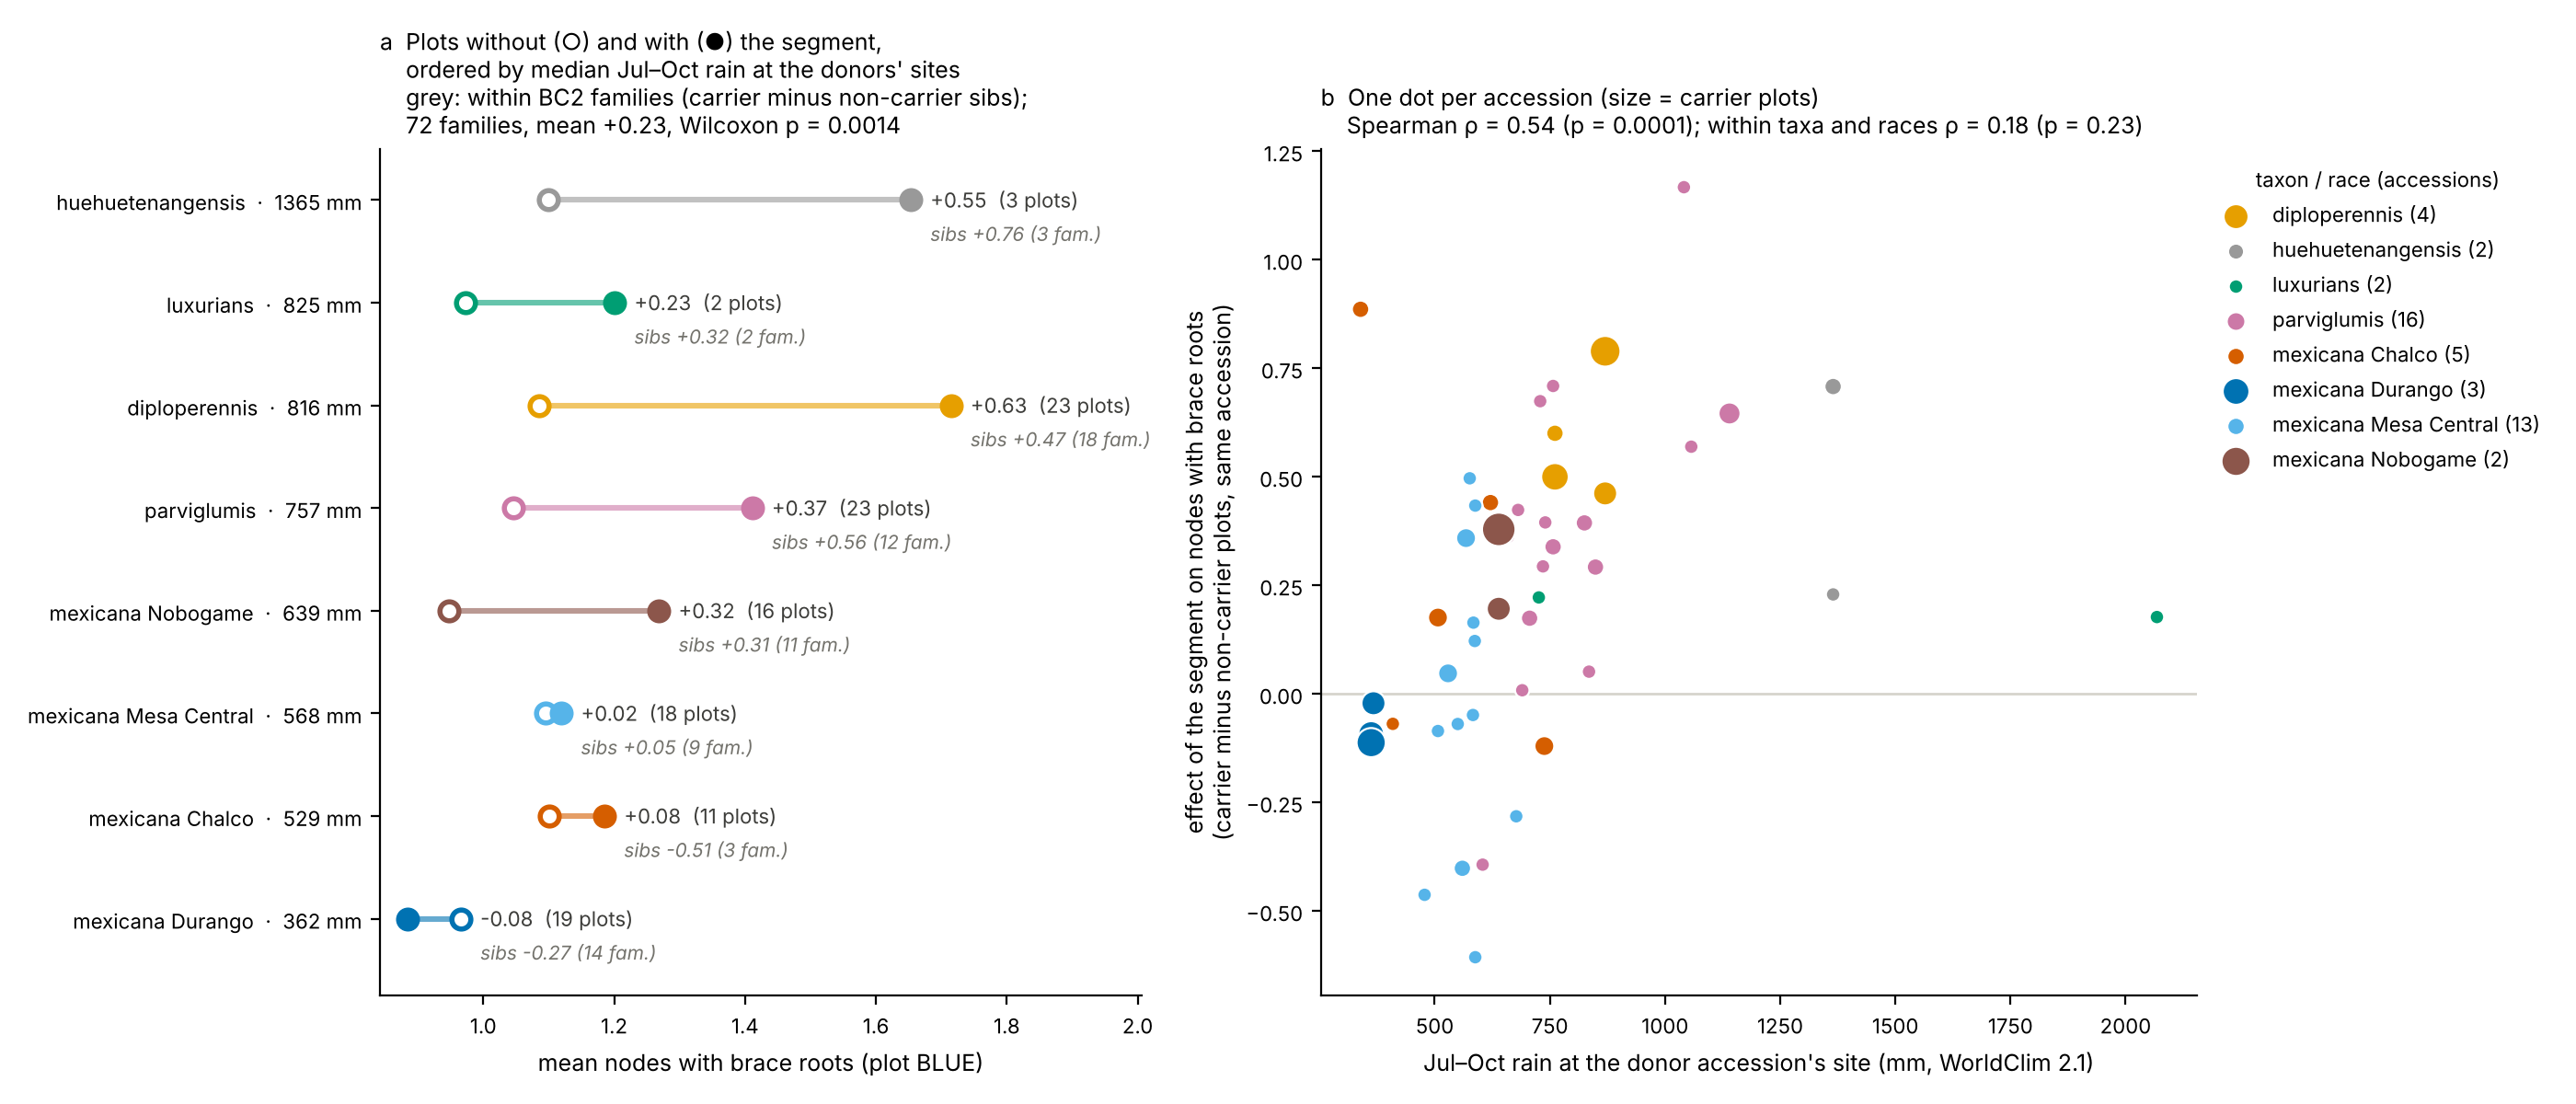 a Plots without (○) and with (●) the segment,
ordered by median Jul–Oct rain at the donors' sites
grey: within BC2 families (carrier minus non-carrier sibs);
72 families, mean +0.23, Wilcoxon p = 0.0014
huehuetenangensis · 1365 mm
+0.55 (3 plots)
sibs +0.76 (3 fam.)
luxurians · 825 mm
+0.23 (2 plots)
sibs +0.32 (2 fam.)
diploperennis · 816 mm
+0.63 (23 plots)
sibs +0.47 (18 fam.)
parviglumis · 757 mm
+0.37 (23 plots)
sibs +0.56 (12 fam.)
mexicana Nobogame · 639 mm
+0.32 (16 plots)
sibs +0.31 (11 fam.)
mexicana Mesa Central · 568 mm
+0.02 (18 plots)
sibs +0.05 (9 fam.)
mexicana Chalco · 529 mm
+0.08 (11 plots)
sibs -0.51 (3 fam.)
mexicana Durango · 362 mm
-0.08 (19 plots)
sibs -0.27 (14 fam.)
1.0 1.2 1.4 1.6 1.8 2.0
mean nodes with brace roots (plot BLUE)
b One dot per accession (size = carrier plots)
Spearman ρ = 0.54 (p = 0.0001); within taxa and races ρ = 0.18 (p = 0.23)
effect of the segment on nodes with brace roots
(carrier minus non-carrier plots, same accession)
1.25
1.00
0.75
0.50
0.25
0.00
−0.25
−0.50
500 750 1000 1250 1500 1750 2000
Jul–Oct rain at the donor accession's site (mm, WorldClim 2.1)
taxon / race (accessions)
diploperennis (4)
huehuetenangensis (2)
luxurians (2)
parviglumis (16)
mexicana Chalco (5)
mexicana Durango (3)
mexicana Mesa Central (13)
mexicana Nobogame (2)